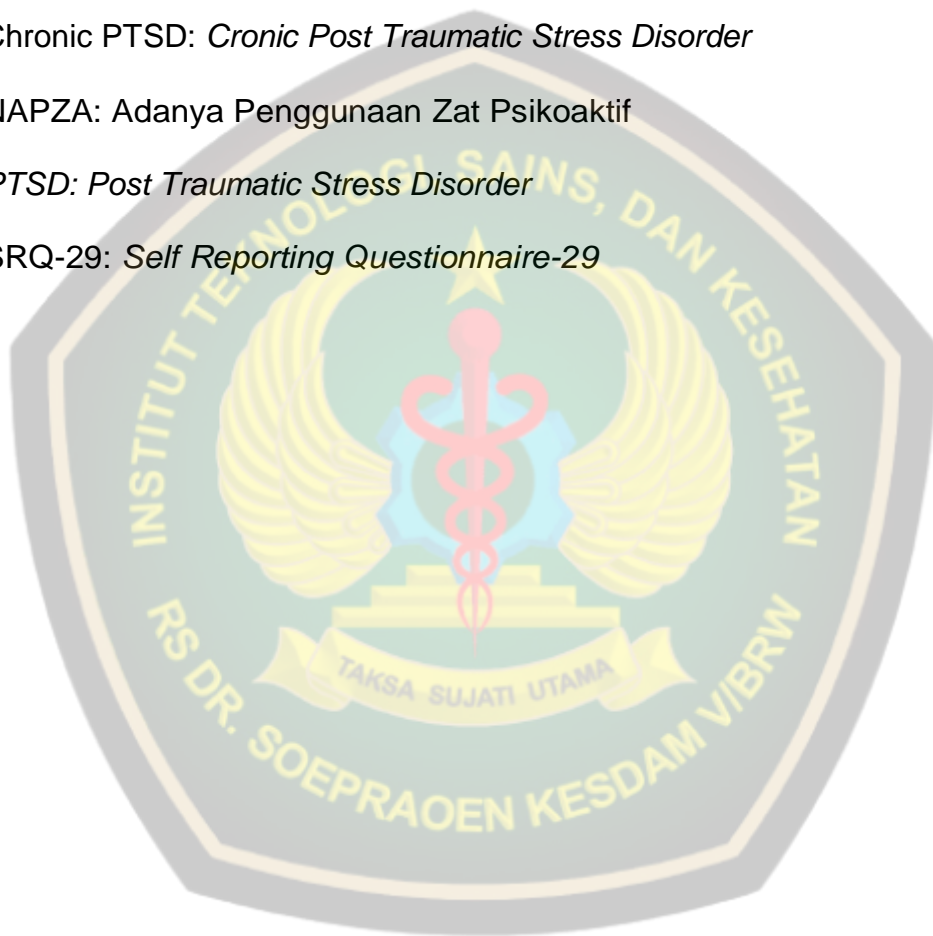 Chronic PTSD: Cronic Post Traumatic Stress Disorder
NAPZA: Adanya Penggunaan Zat Psikoaktif
PTSD: Post Traumatic Stress Disorder
SRQ-29: Self Reporting Questionnaire-29
INSTITUT TEKNOLOGI, SAINS, DAN KESEHATAN
TAKSA SUJATI UTAMA
RS DR. SOEPRAOEN KESDAM V/BRW